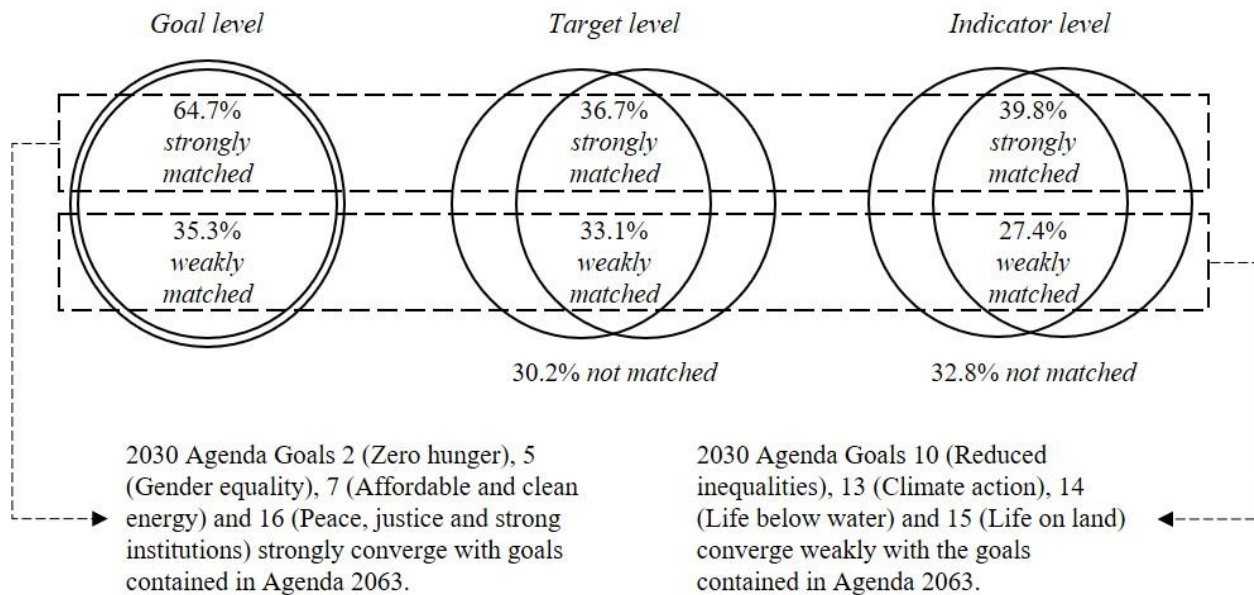 Goal level
Target level
Indicator level
64.7%
strongly
matched
36.7%
strongly
matched
39.8%
strongly
matched
35.3%
weakly
matched
33.1%
weakly
matched
27.4%
weakly
matched
30.2% not matched
32.8% not matched
2030 Agenda Goals 2 (Zero hunger), 5
(Gender equality), 7 (Affordable and clean
energy) and 16 (Peace, justice and strong
institutions) strongly converge with goals
contained in Agenda 2063.
2030 Agenda Goals 10 (Reduced
inequalities), 13 (Climate action), 14
(Life below water) and 15 (Life on land)
converge weakly with the goals
contained in Agenda 2063.